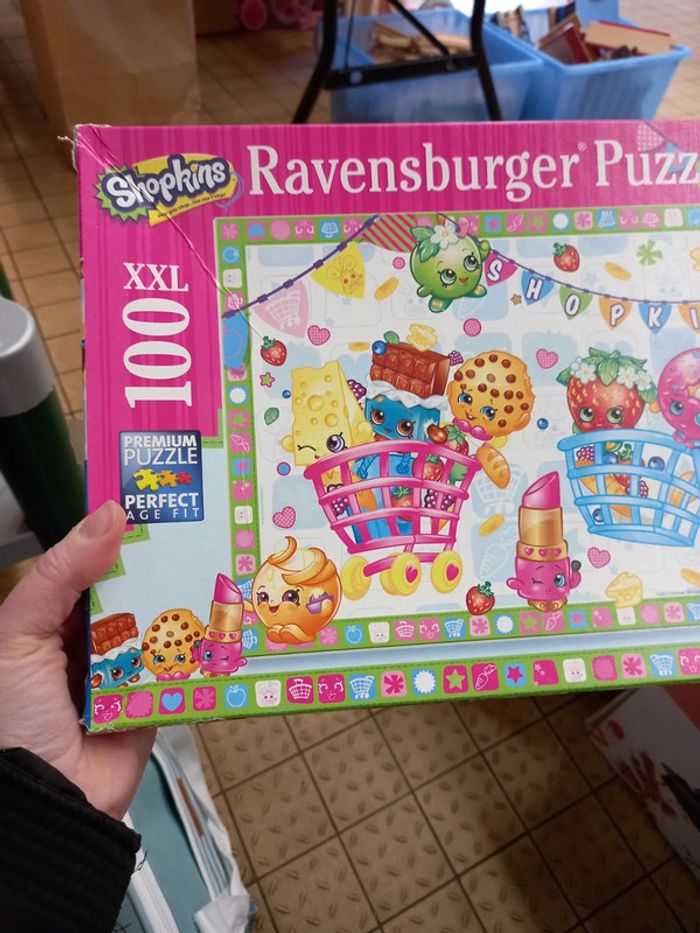 Shopkins
Ravensburger® Puzz
XXL
100
SHOPKI
PREMIUM
PUZZLE
PERFECT
AGE FIT